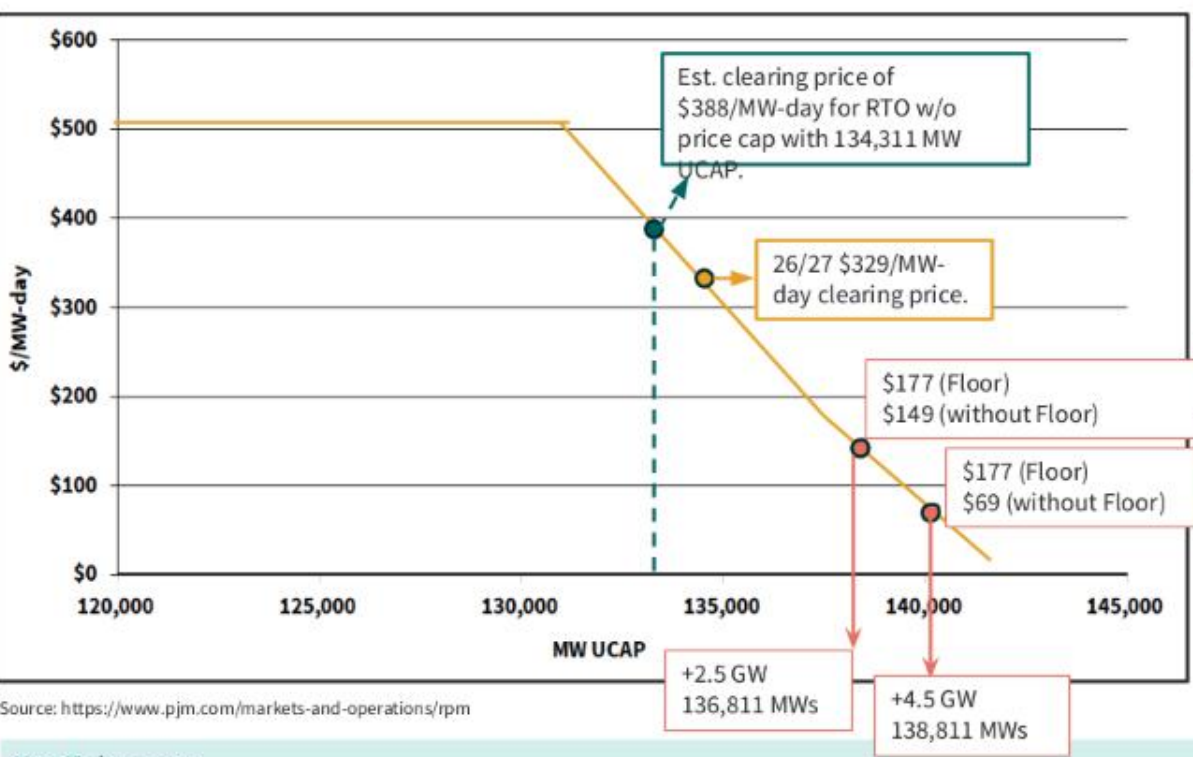 $600
$500
$400
$300
$200
$100
$0
$/MW-day
Est. clearing price of
$388/MW-day for RTO w/o
price cap with 134,311 MW
UCAP.
26/27 $329/MW-
day clearing price.
$177 (Floor)
$149 (without Floor)
$177 (Floor)
$69 (without Floor)
120,000 125,000 130,000 135,000 140,000 145,000
MW UCAP
+2.5 GW
136,811 MWs
+4.5 GW
138,811 MWs
Source: https://www.pjm.com/markets-and-operations/rpm